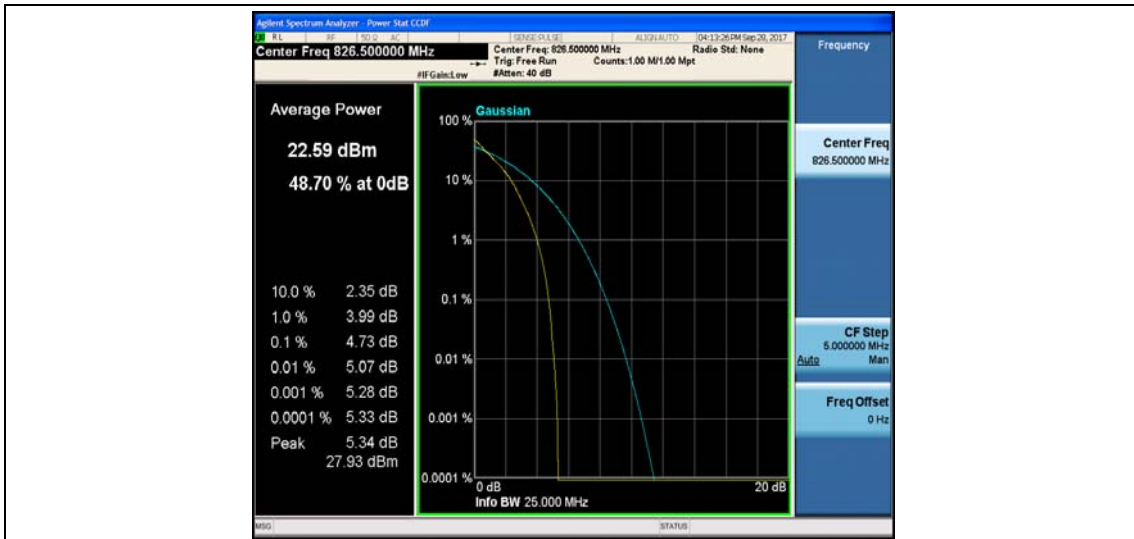 Agilent Spectrum Analyzer - Power Stat CCDF
RL RF 50 Ω AC SENSE:PULSE ALIGNAUTO 04:13:26 PM Sep 20, 2017
Center Freq 826.500000 MHz
Center Freq: 826.500000 MHz Radio Std: None
Trig: Free Run Counts:1.00 M/1.00 Mpt
#IFGain:Low #Atten: 40 dB
Frequency
Average Power
22.59 dBm
48.70 % at 0dB
10.0 % 2.35 dB
1.0 % 3.99 dB
0.1 % 4.73 dB
0.01 % 5.07 dB
0.001 % 5.28 dB
0.0001 % 5.33 dB
Peak 5.34 dB
27.93 dBm
Gaussian
100 %
10 %
1 %
0.1 %
0.01 %
0.001 %
0.0001 %
0 dB 20 dB
Info BW 25.000 MHz
Center Freq
826.500000 MHz
CF Step
5.000000 MHz
Auto Man
Freq Offset
0 Hz
MSG STATUS